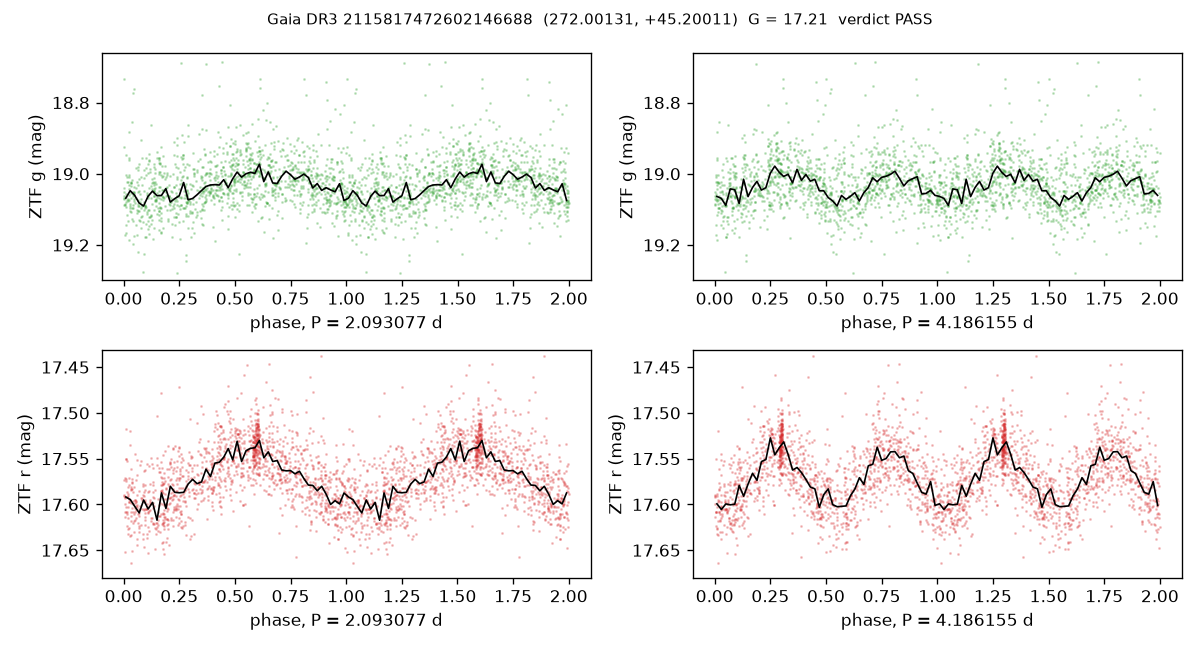 Gaia DR3 2115817472602146688  (272.00131, +45.20011)  G = 17.21  verdict PASS
ZTF g (mag)
18.8
19.0
19.2
0.00 0.25 0.50 0.75 1.00 1.25 1.50 1.75 2.00
phase, P = 2.093077 d
ZTF g (mag)
18.8
19.0
19.2
0.00 0.25 0.50 0.75 1.00 1.25 1.50 1.75 2.00
phase, P = 4.186155 d
ZTF r (mag)
17.45
17.50
17.55
17.60
17.65
0.00 0.25 0.50 0.75 1.00 1.25 1.50 1.75 2.00
phase, P = 2.093077 d
ZTF r (mag)
17.45
17.50
17.55
17.60
17.65
0.00 0.25 0.50 0.75 1.00 1.25 1.50 1.75 2.00
phase, P = 4.186155 d